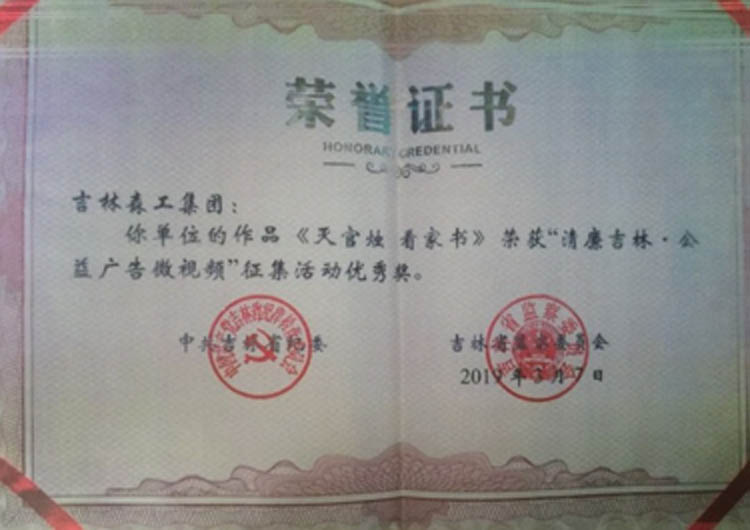 荣誉证书
HONORARY CREDENTIAL
吉林森工集团：
你单位的作品《灭官烛 看家书》荣获“清廉吉林·公
益广告微视频”征集活动优秀奖。
中共吉林省纪委
吉林省监察委员会
2019年3月7日